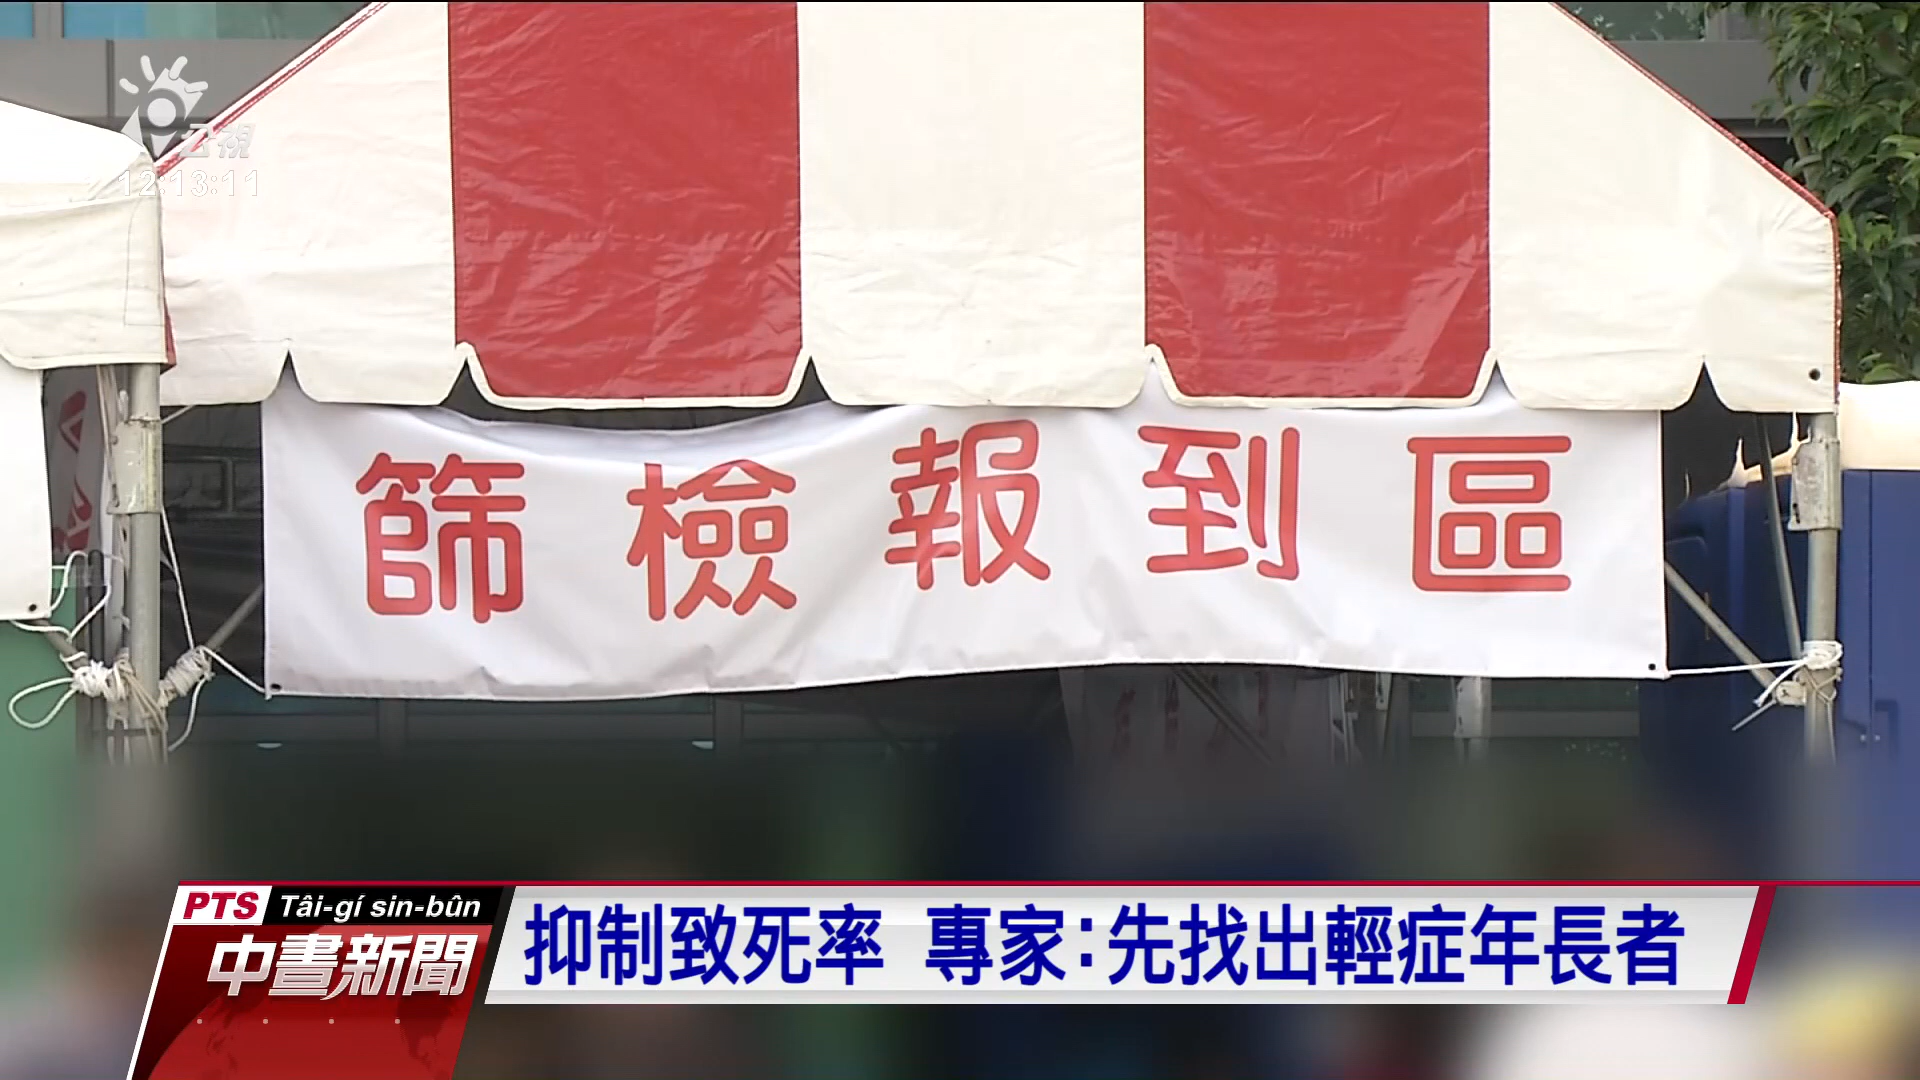 公視
12:13:11
篩檢報到區
PTS Tâi-gí sin-bûn
中晝新聞
抑制致死率 專家:先找出輕症年長者